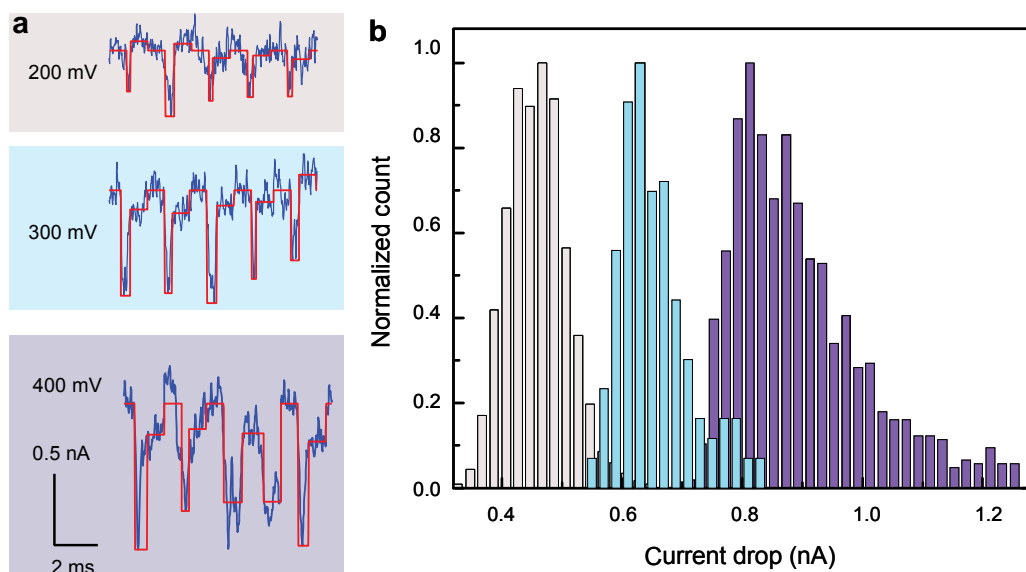 a
200 mV
300 mV
400 mV
0.5 nA
2 ms
b
1.0
0.8
0.6
0.4
0.2
0.0
Normalized count
0.4 0.6 0.8 1.0 1.2
Current drop (nA)